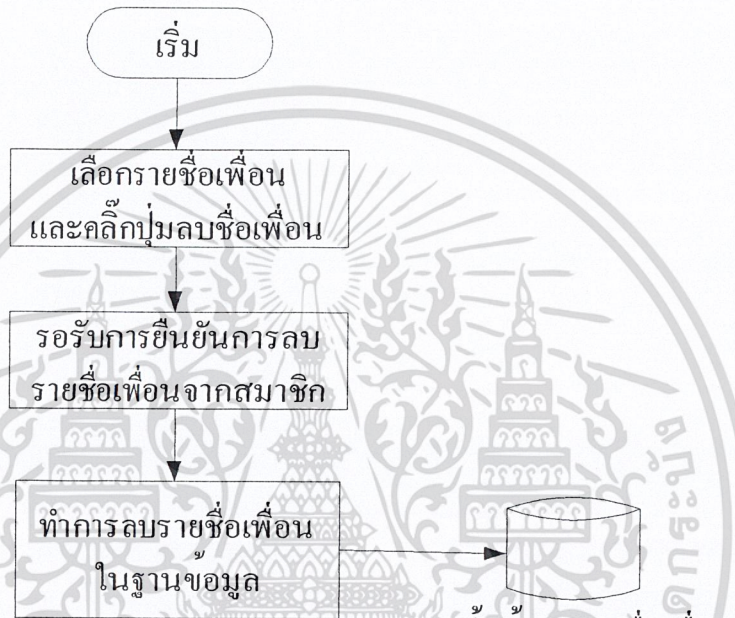 เริ่ม
เลือกรายชื่อเพื่อน
และคลิ๊กปุ่มลบชื่อเพื่อน
รอรับการยืนยันการลบ
รายชื่อเพื่อนจากสมาชิก
ทำการลบรายชื่อเพื่อน
ในฐานข้อมูล